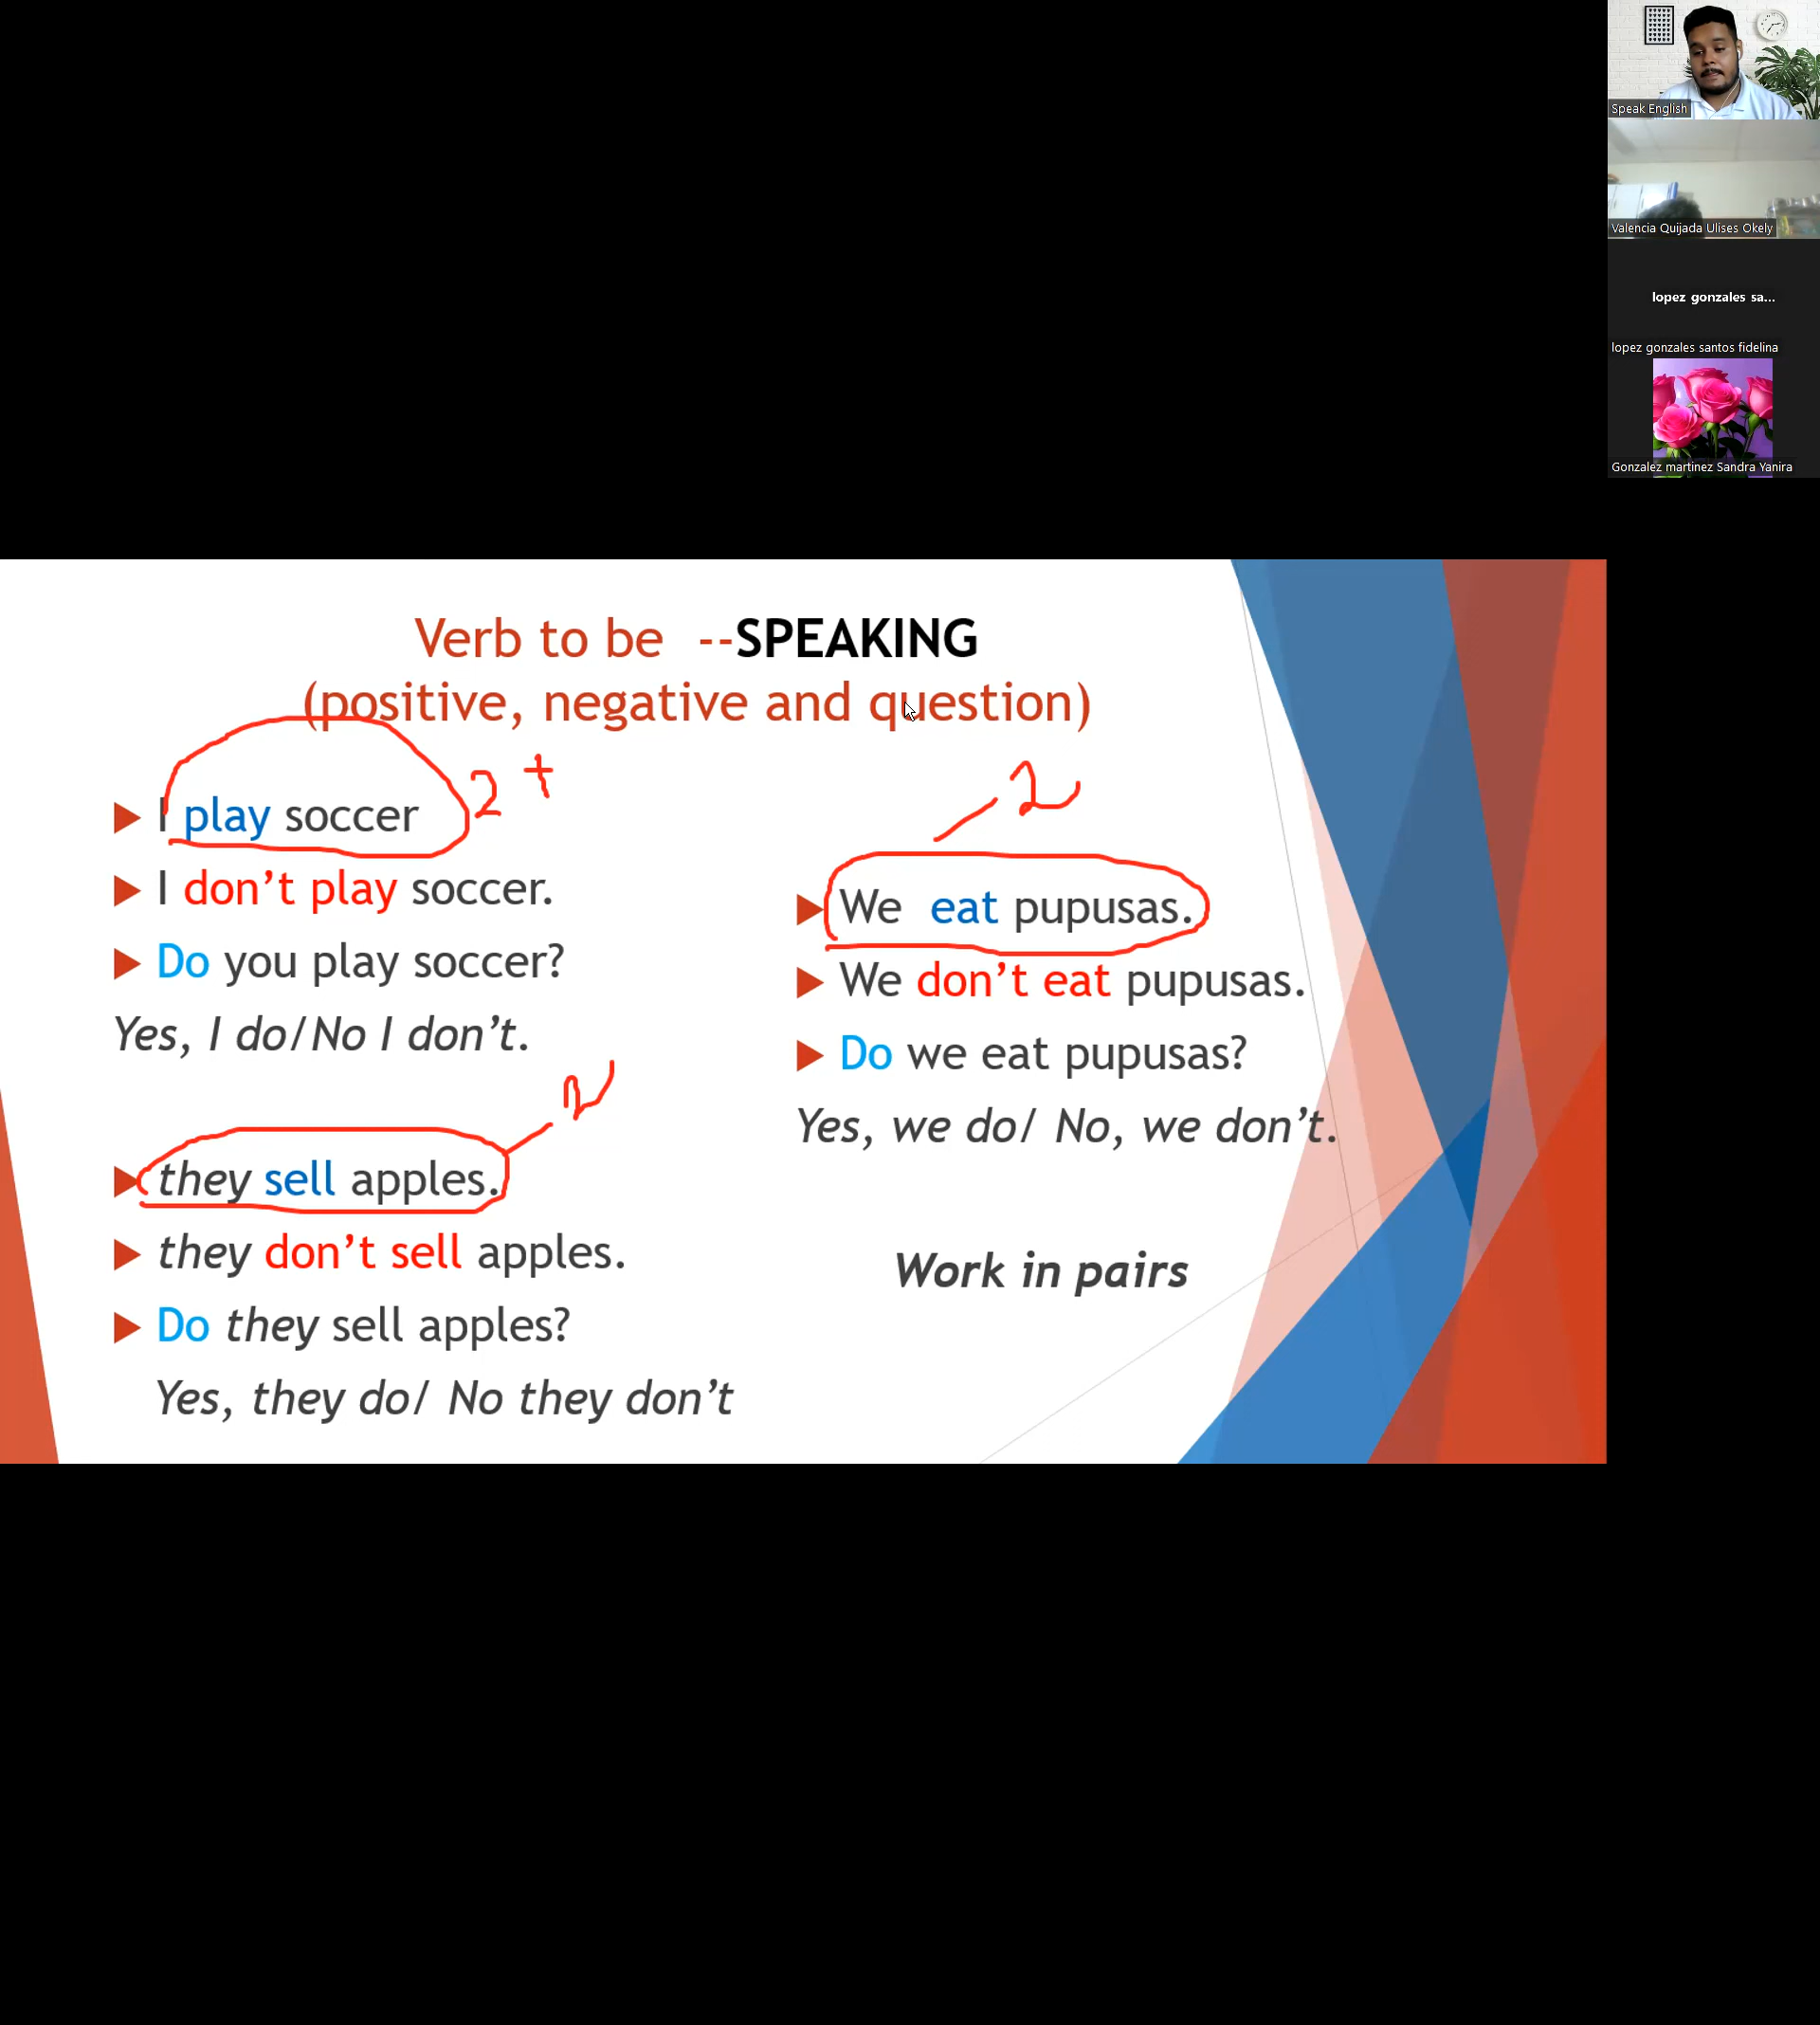 Speak English
Valencia Quijada Ulises Okely
lopez gonzales sa...
lopez gonzales santos fidelina
Gonzalez martinez Sandra Yanira
Verb to be --SPEAKING
(positive, negative and question)
I play soccer
2 +
I don't play soccer.
Do you play soccer?
Yes, I do/No I don't.
they sell apples.
2
they don't sell apples.
Do they sell apples?
Yes, they do/ No they don't
2
We eat pupusas.
We don't eat pupusas.
Do we eat pupusas?
Yes, we do/ No, we don't.
Work in pairs